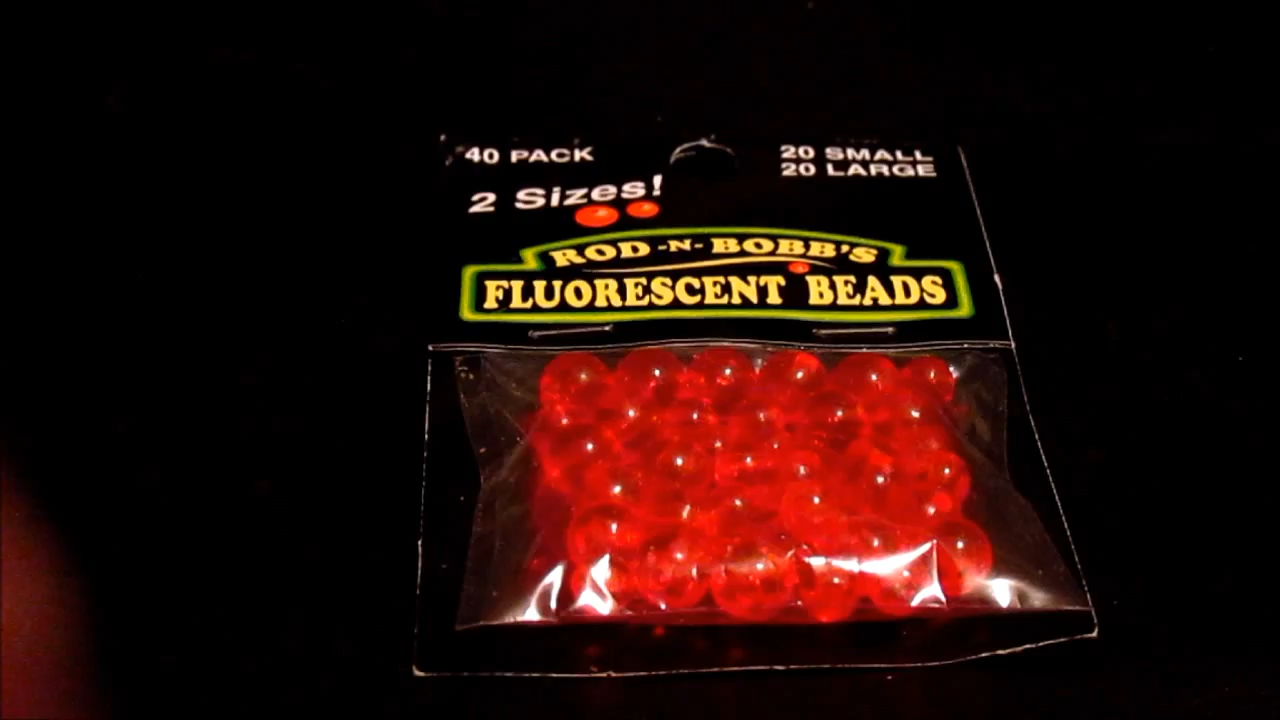 40 PACK
20 SMALL
20 LARGE
2 Sizes!
ROD -N- BOBB'S
FLUORESCENT BEADS